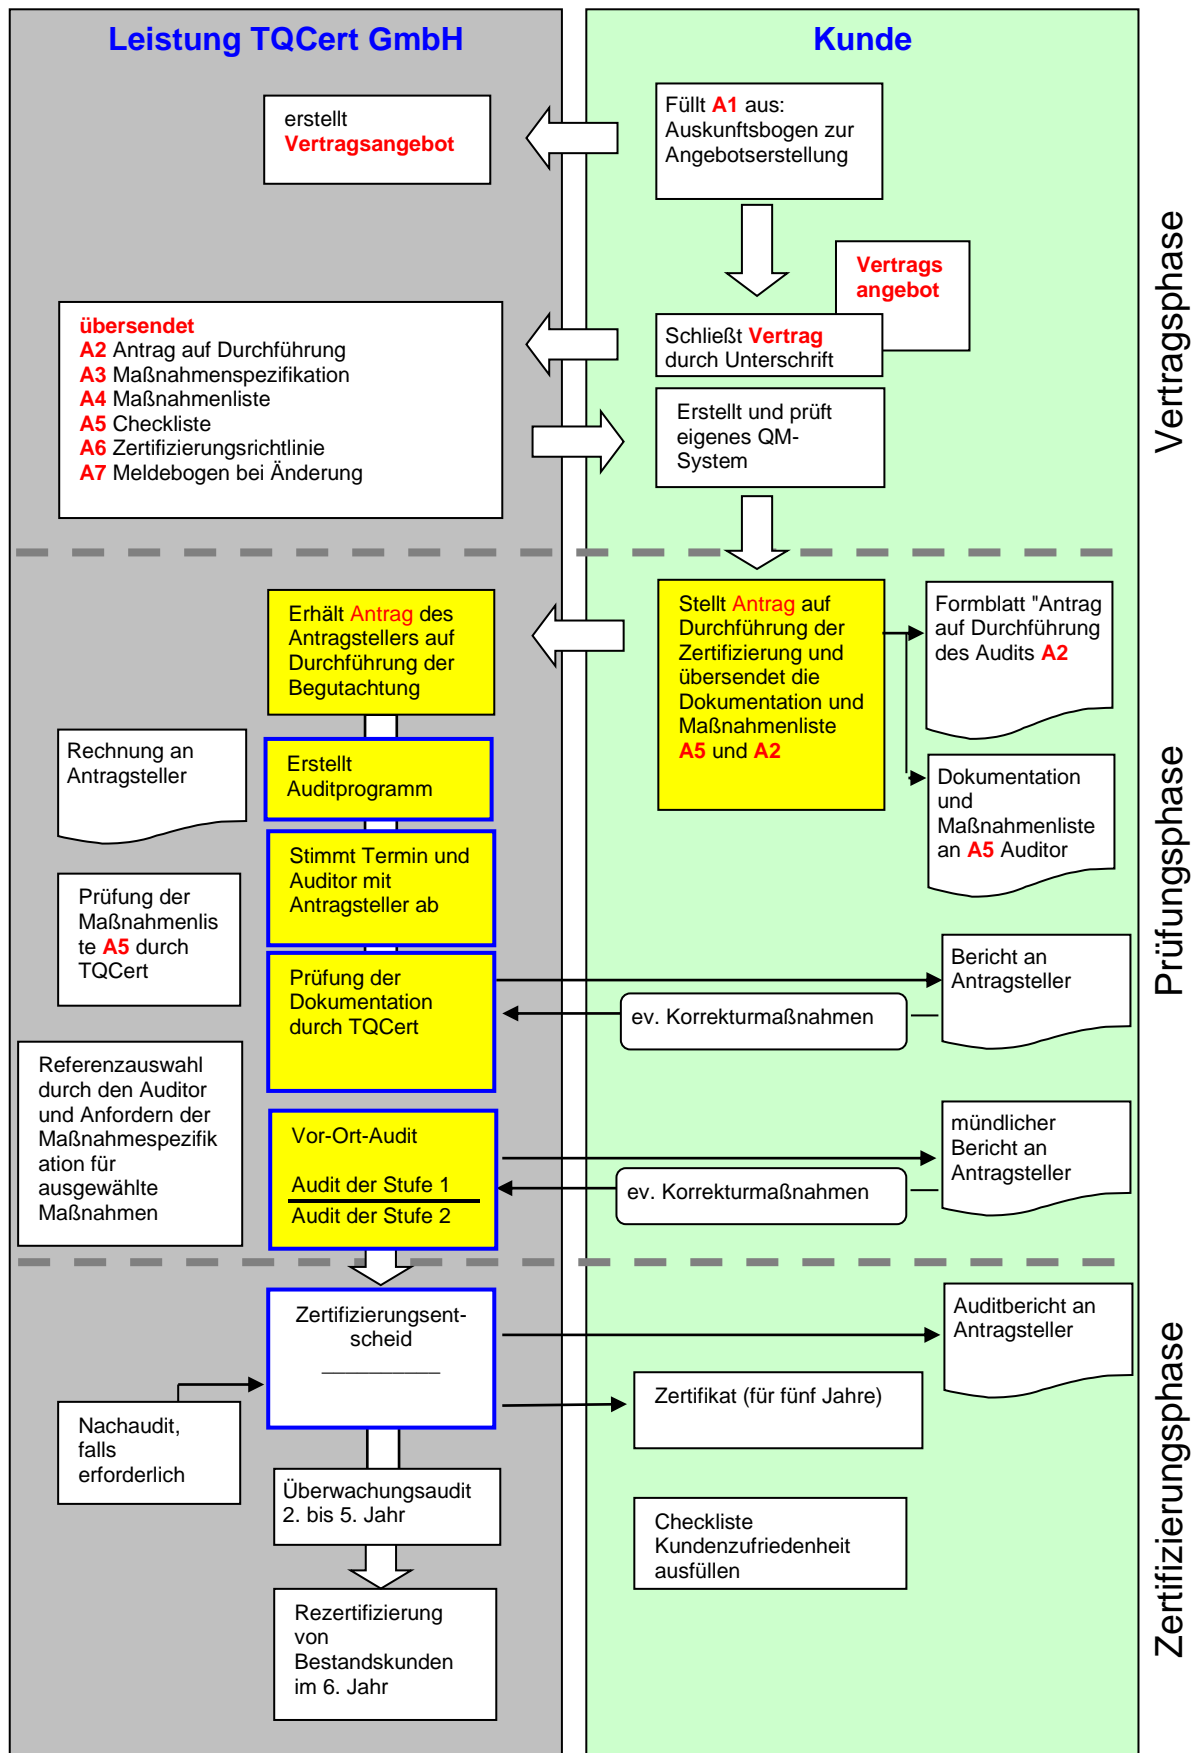 Leistung TQCert GmbH
Kunde
erstellt
Vertragsangebot
Füllt A1 aus:
Auskunftsbogen zur
Angebotserstellung
Vertrags
angebot
Schließt Vertrag
durch Unterschrift
übersendet
A2 Antrag auf Durchführung
A3 Maßnahmenspezifikation
A4 Maßnahmenliste
A5 Checkliste
A6 Zertifizierungsrichtlinie
A7 Meldebogen bei Änderung
Erstellt und prüft
eigenes QM-
System
Vertragsphase
Erhält Antrag des
Antragstellers auf
Durchführung der
Begutachtung
Stellt Antrag auf
Durchführung der
Zertifizierung und
übersendet die
Dokumentation und
Maßnahmenliste
A5 und A2
Formblatt "Antrag
auf Durchführung
des Audits A2
Rechnung an
Antragsteller
Erstellt
Auditprogramm
Dokumentation
und
Maßnahmenliste
an A5 Auditor
Stimmt Termin und
Auditor mit
Antragsteller ab
Prüfung der
Maßnahmenlis
te A5 durch
TQCert
Prüfung der
Dokumentation
durch TQCert
Bericht an
Antragsteller
ev. Korrekturmaßnahmen
Referenzauswahl
durch den Auditor
und Anfordern der
Maßnahmespezifik
ation für
ausgewählte
Maßnahmen
Vor-Ort-Audit
Audit der Stufe 1
Audit der Stufe 2
mündlicher
Bericht an
Antragsteller
ev. Korrekturmaßnahmen
Prüfungsphase
Zertifizierungsent-
scheid
Auditbericht an
Antragsteller
Zertifikat (für fünf Jahre)
Nachaudit,
falls
erforderlich
Überwachungsaudit
2. bis 5. Jahr
Checkliste
Kundenzufriedenheit
ausfüllen
Rezertifizierung
von
Bestandskunden
im 6. Jahr
Zertifizierungsphase